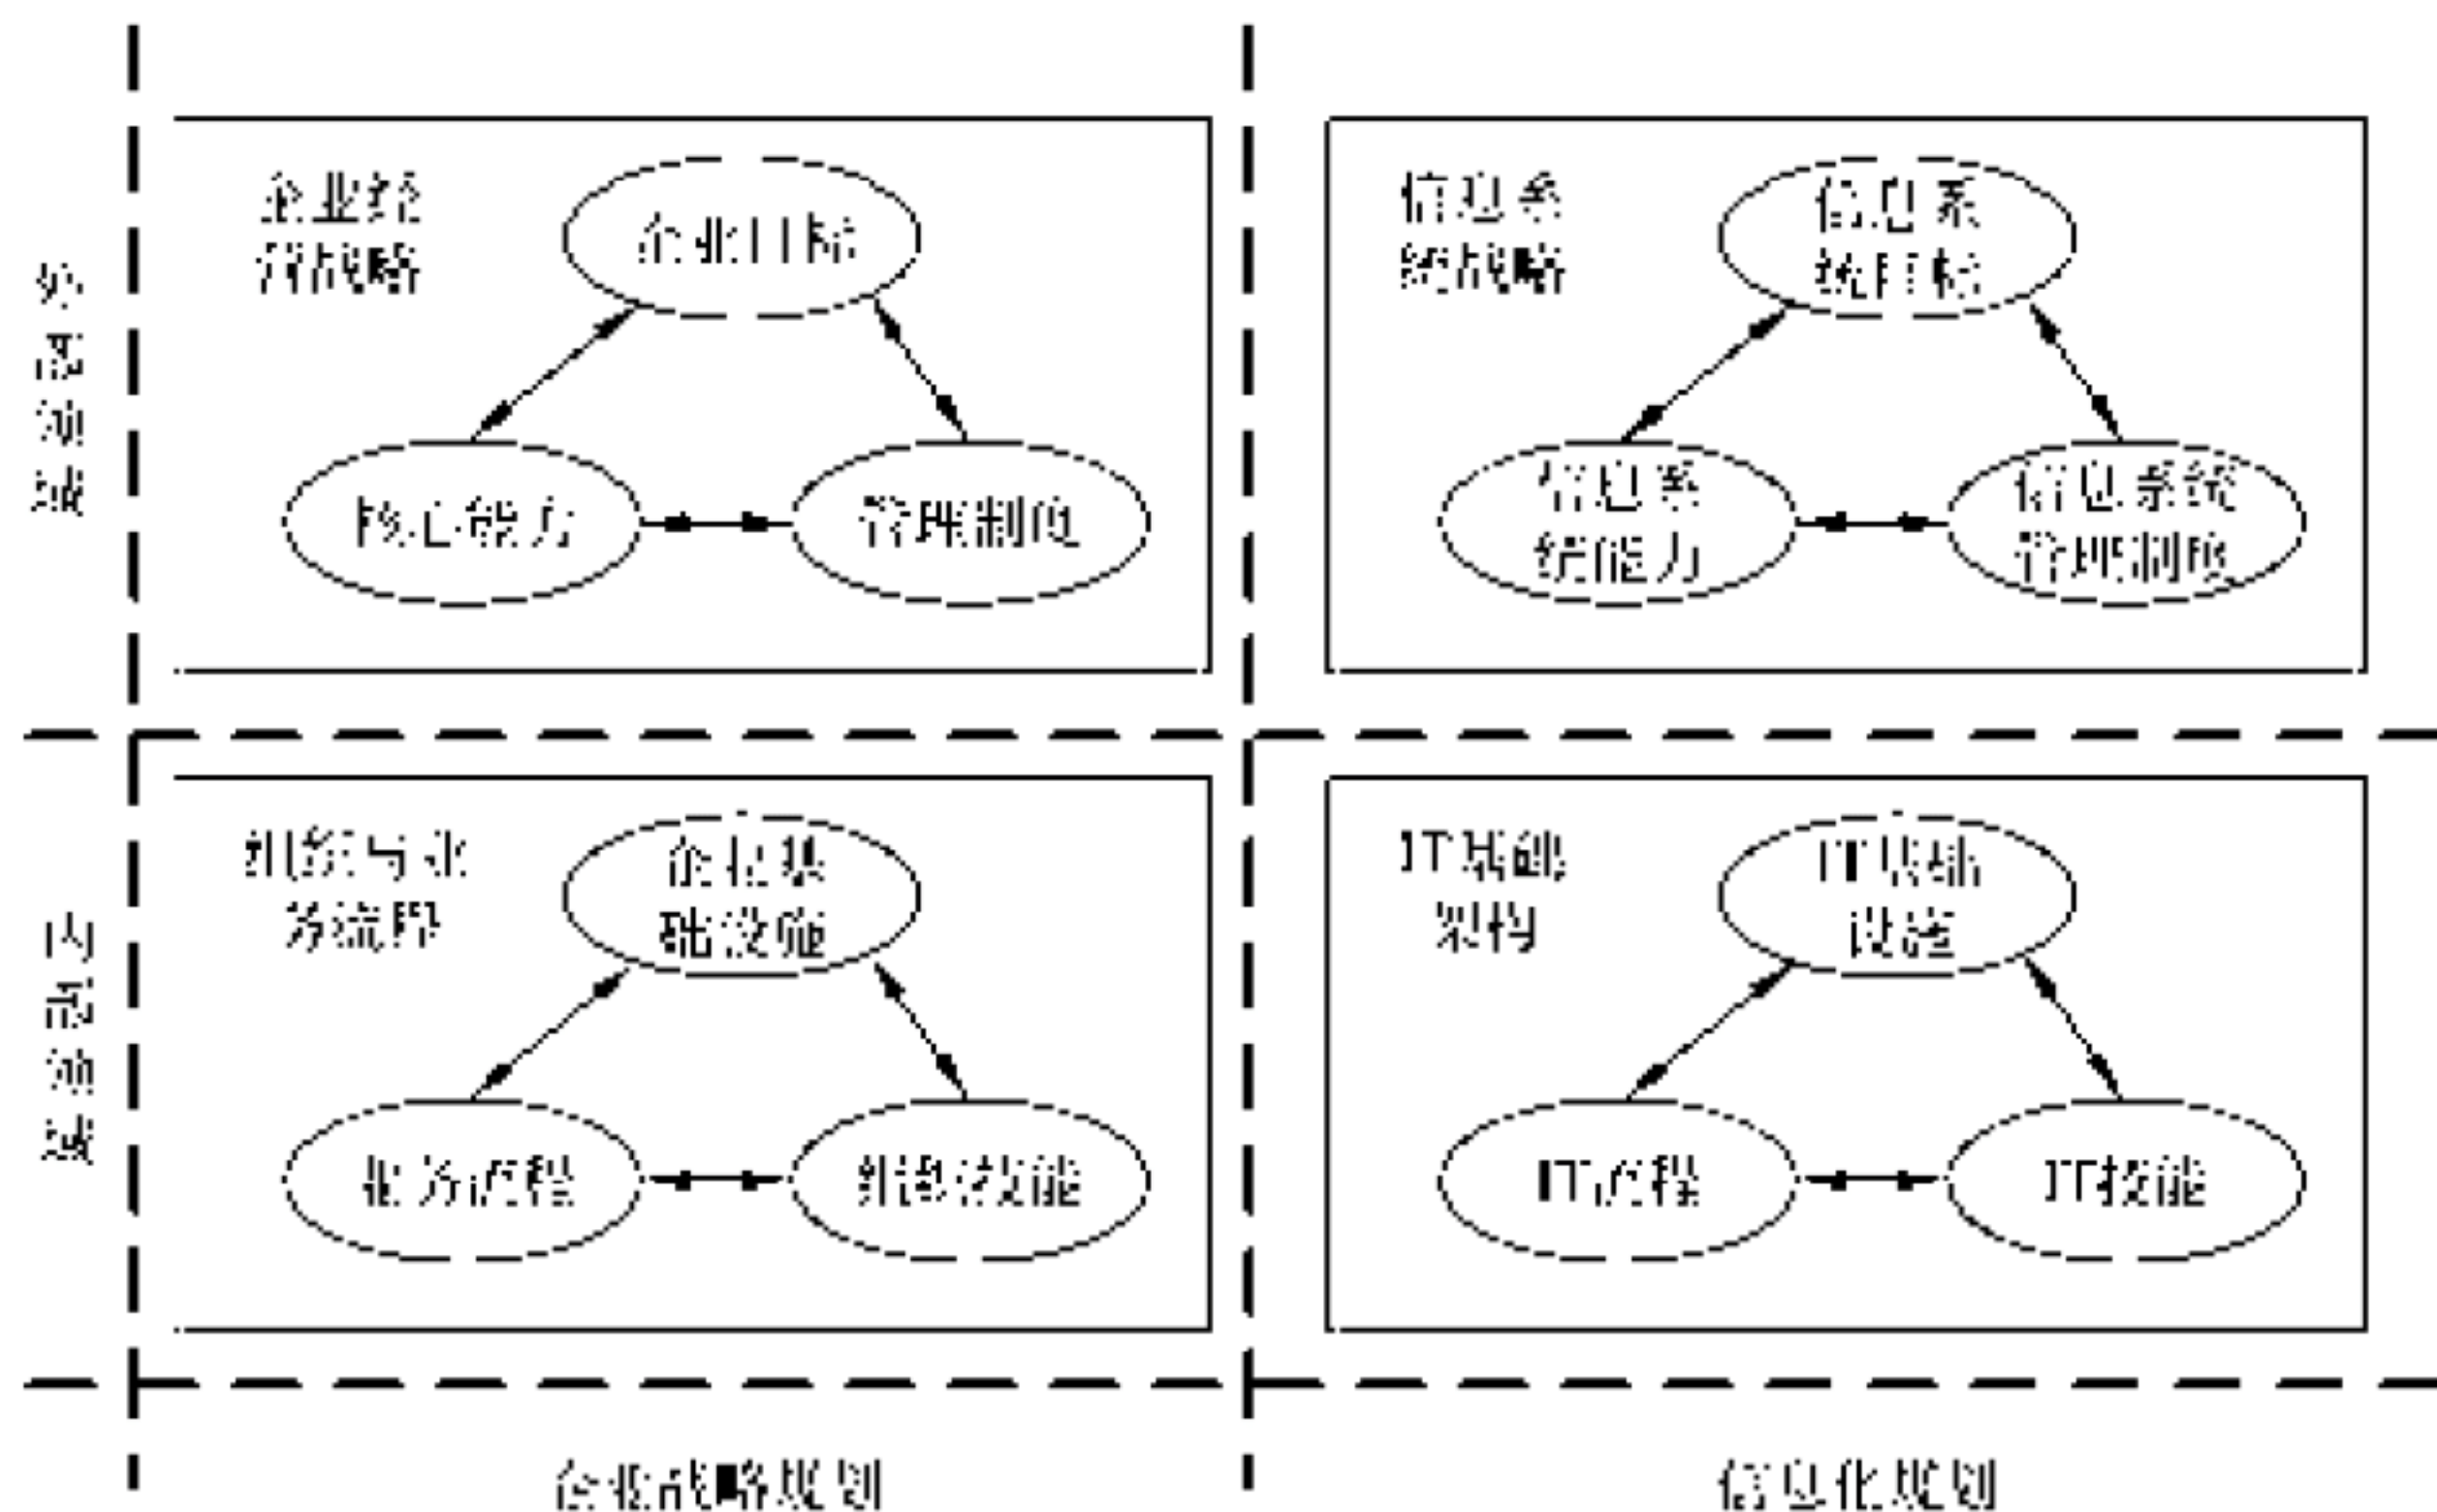 企业经
营战略
企业目标
核心能力
管理制度
信息系
统战略
信息系
统目标
信息系
统能力
信息系统
管理制度
外部
组织与业
务流
企业基
础设施
业务流程
组织技能
IT基础
架构
IT基础
设施
IT流程
IT技能
内部
企业战略规划
信息化规划